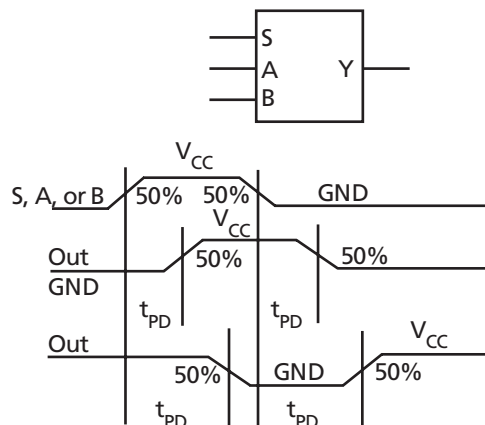 S
A Y
B
V_CC
S, A, or B 50% 50% GND
V_CC
Out 50% 50%
GND
t_PD t_PD
Out V_CC
50% GND 50%
t_PD t_PD